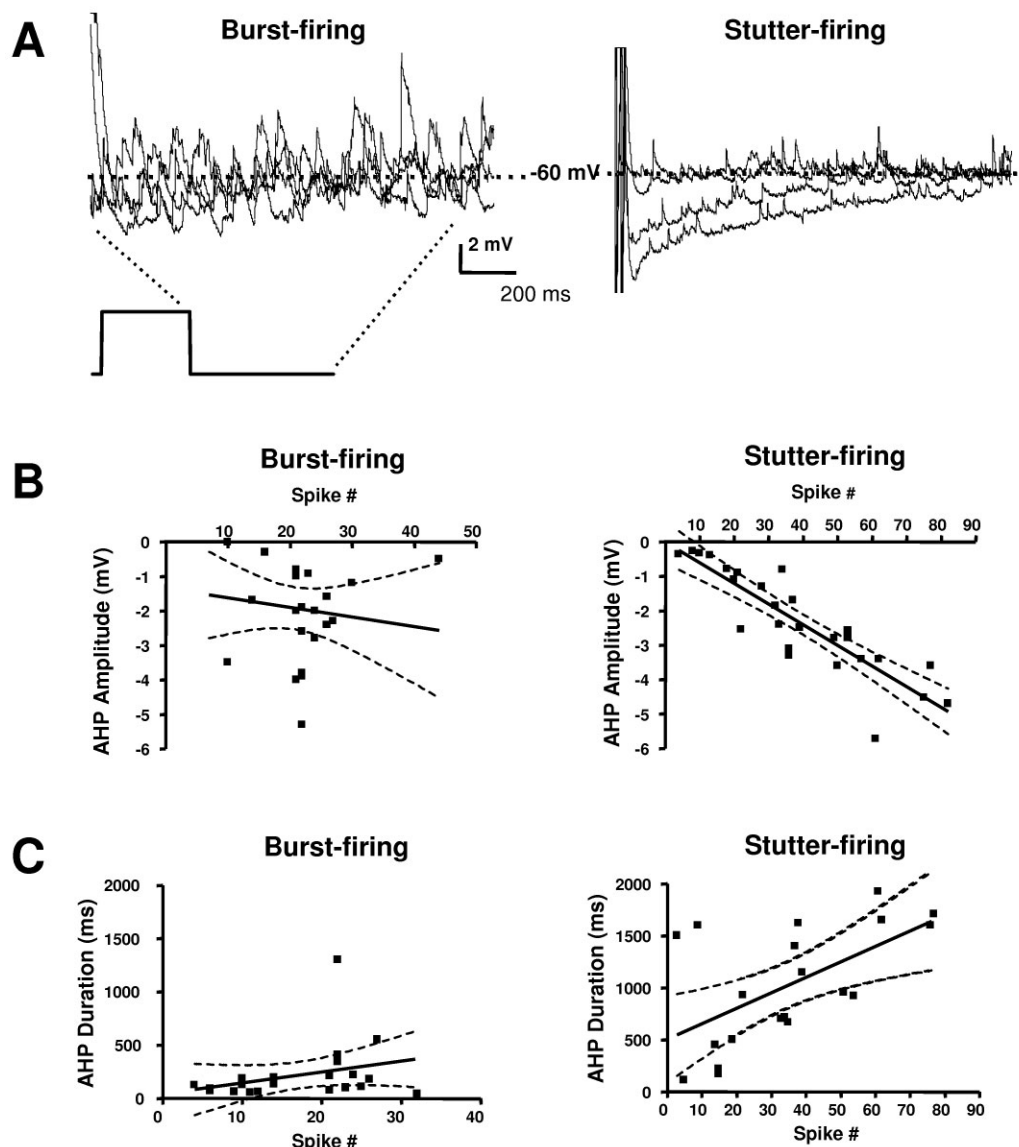 A
Burst-firing
Stutter-firing
-60 mV
2 mV
200 ms
B
Burst-firing
Spike #
10 20 30 40 50
0
-1
-2
-3
-4
-5
-6
AHP Amplitude (mV)
Stutter-firing
Spike #
10 20 30 40 50 60 70 80 90
0
-1
-2
-3
-4
-5
-6
AHP Amplitude (mV)
C
Burst-firing
2000
1500
1000
500
0
AHP Duration (ms)
0 10 20 30 40
Spike #
Stutter-firing
2000
1500
1000
500
0
AHP Duration (ms)
0 10 20 30 40 50 60 70 80 90
Spike #